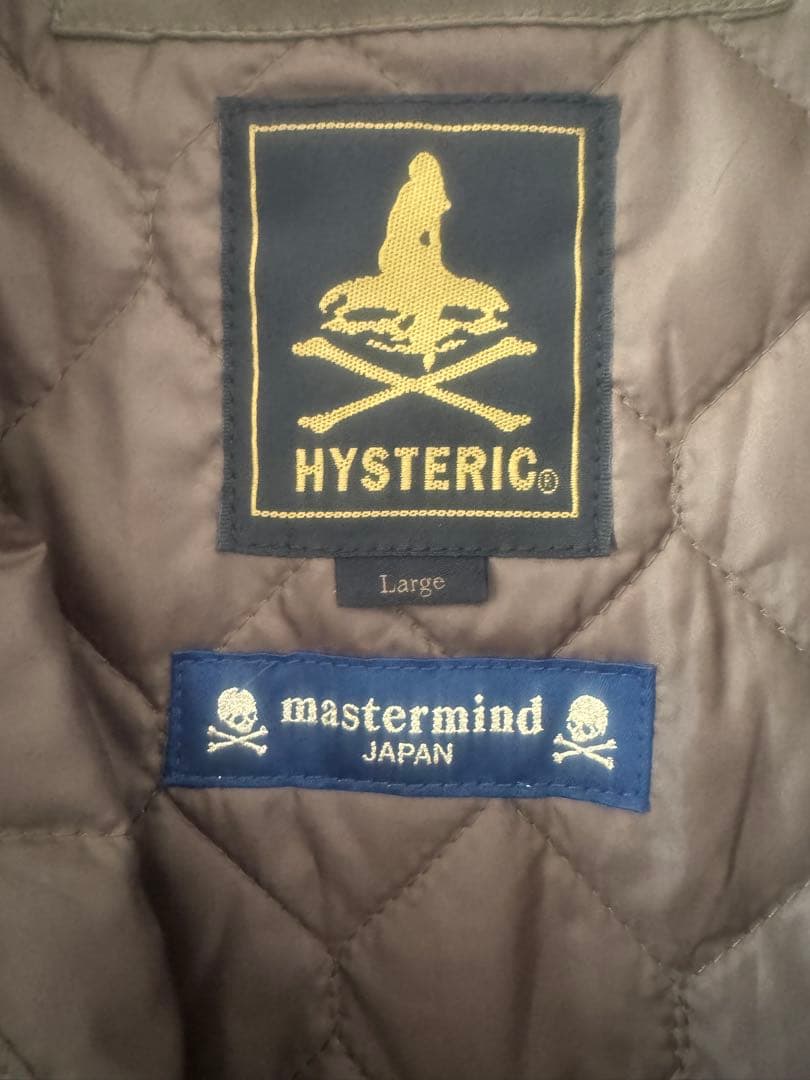 HYSTERIC®
Large
mastermind
JAPAN